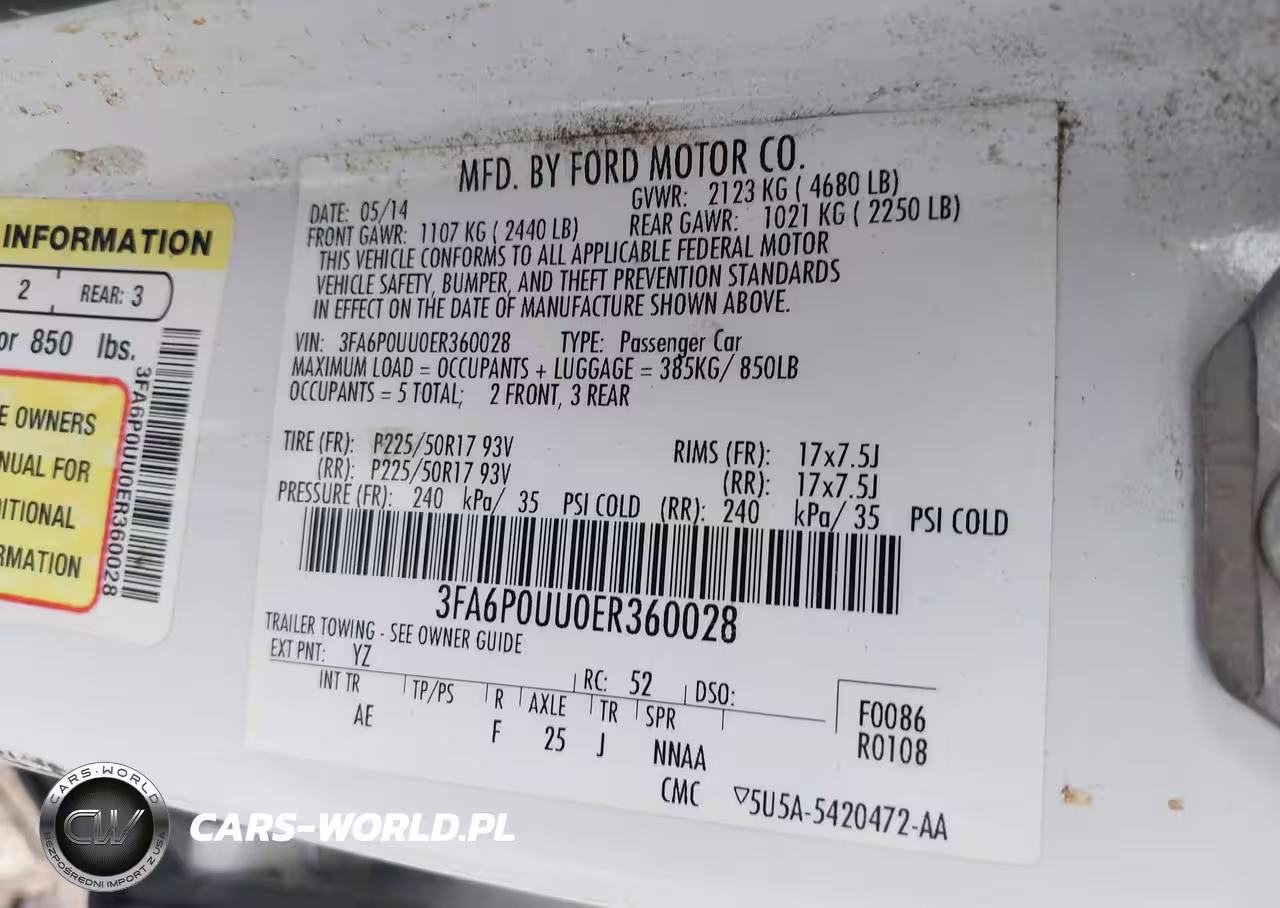 INFORMATION
2 REAR: 3
or 850 lbs.
E OWNERS
NUAL FOR
ITIONAL
RMATION
3FA6P0UU0ER360028
MFD. BY FORD MOTOR CO.
DATE: 05/14 GVWR: 2123 KG ( 4680 LB)
FRONT GAWR: 1107 KG ( 2440 LB) REAR GAWR: 1021 KG ( 2250 LB)
THIS VEHICLE CONFORMS TO ALL APPLICABLE FEDERAL MOTOR
VEHICLE SAFETY, BUMPER, AND THEFT PREVENTION STANDARDS
IN EFFECT ON THE DATE OF MANUFACTURE SHOWN ABOVE.
VIN: 3FA6P0UU0ER360028 TYPE: Passenger Car
MAXIMUM LOAD = OCCUPANTS + LUGGAGE = 385KG/ 850LB
OCCUPANTS = 5 TOTAL; 2 FRONT, 3 REAR
TIRE (FR): P225/50R17 93V RIMS (FR): 17x7.5J
(RR): P225/50R17 93V (RR): 17x7.5J
PRESSURE (FR): 240 kPa/ 35 PSI COLD (RR): 240 kPa/ 35 PSI COLD
3FA6P0UU0ER360028
TRAILER TOWING - SEE OWNER GUIDE
EXT PNT: YZ RC: 52 DSO:
INT TR TP/PS R AXLE TR SPR F0086
AE F 25 J NNAA R0108
CMC ▽5U5A-5420472-AA
CARS-WORLD
CW
BEZPOŚREDNI IMPORT Z USA
CARS-WORLD.PL